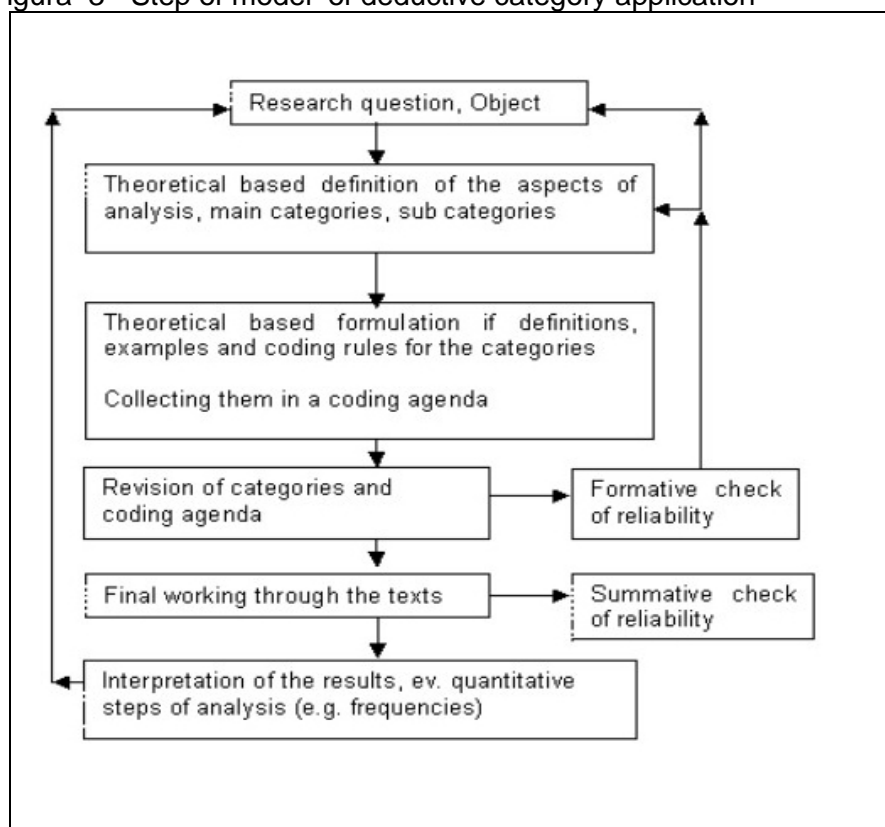 Step of model of deductive category application
Research question, Object
Theoretical based definition of the aspects of
analysis, main categories, sub categories
Theoretical based formulation if definitions,
examples and coding rules for the categories
Collecting them in a coding agenda
Revision of categories and
coding agenda
Formative check
of reliability
Final working through the texts
Summative check
of reliability
Interpretation of the results, ev. quantitative
steps of analysis (e.g. frequencies)